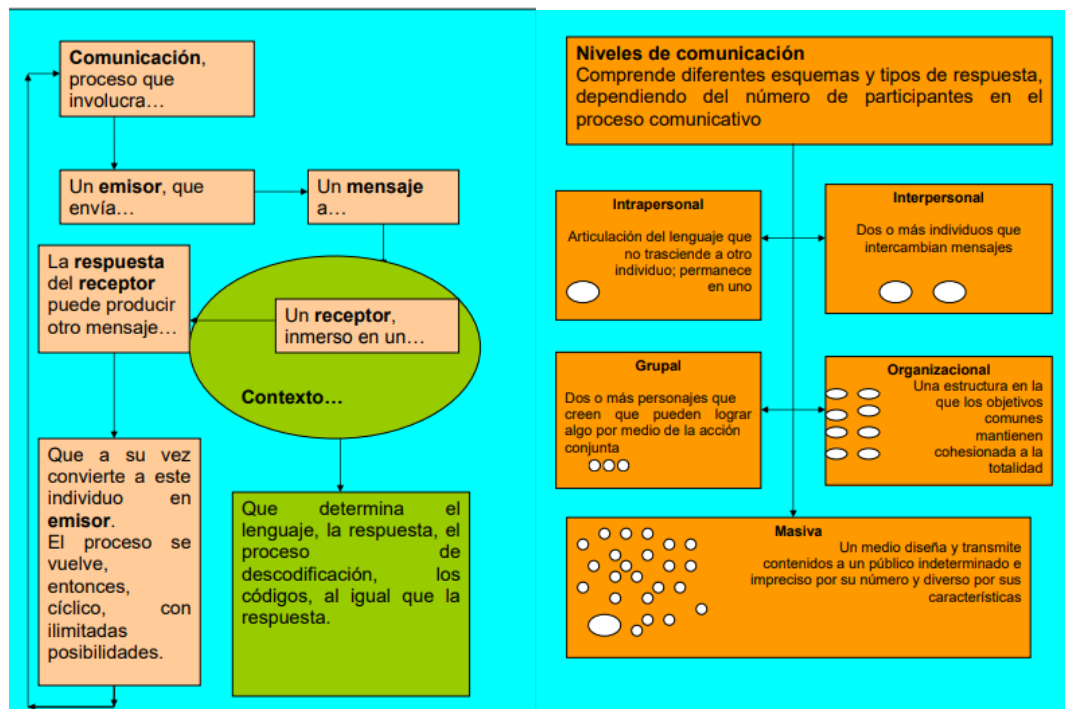 Comunicación,
proceso que
involucra…
Un emisor, que
envía…
Un mensaje
a…
La respuesta
del receptor
puede producir
otro mensaje…
Un receptor,
inmerso en un…
Contexto…
Que a su vez
convierte a este
individuo en
emisor.
El proceso se
vuelve,
entonces,
cíclico, con
ilimitadas
posibilidades.
Que determina el
lenguaje, la respuesta, el
proceso de
descodificación, los
códigos, al igual que la
respuesta.
Niveles de comunicación
Comprende diferentes esquemas y tipos de respuesta,
dependiendo del número de participantes en el
proceso comunicativo
Intrapersonal
Articulación del lenguaje que
no trasciende a otro
individuo; permanece
en uno
Interpersonal
Dos o más individuos que
intercambian mensajes
Grupal
Dos o más personajes que
creen que pueden lograr
algo por medio de la acción
conjunta
Organizacional
Una estructura en la
que los objetivos
comunes
mantienen
cohesionada a la
totalidad
Masiva
Un medio diseña y transmite
contenidos a un público indeterminado e
impreciso por su número y diverso por sus
características